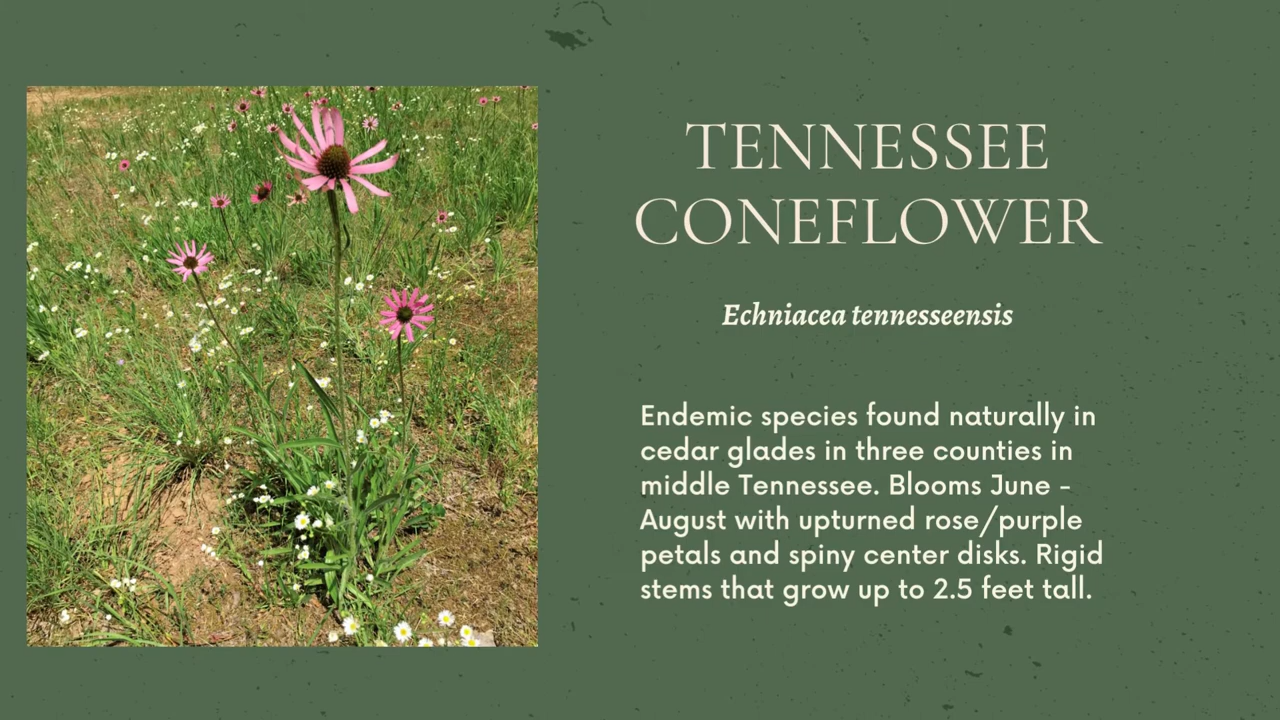 TENNESSEE
CONEFLOWER
Echniacea tennesseensis
Endemic species found naturally in
cedar glades in three counties in
middle Tennessee. Blooms June -
August with upturned rose/purple
petals and spiny center disks. Rigid
stems that grow up to 2.5 feet tall.